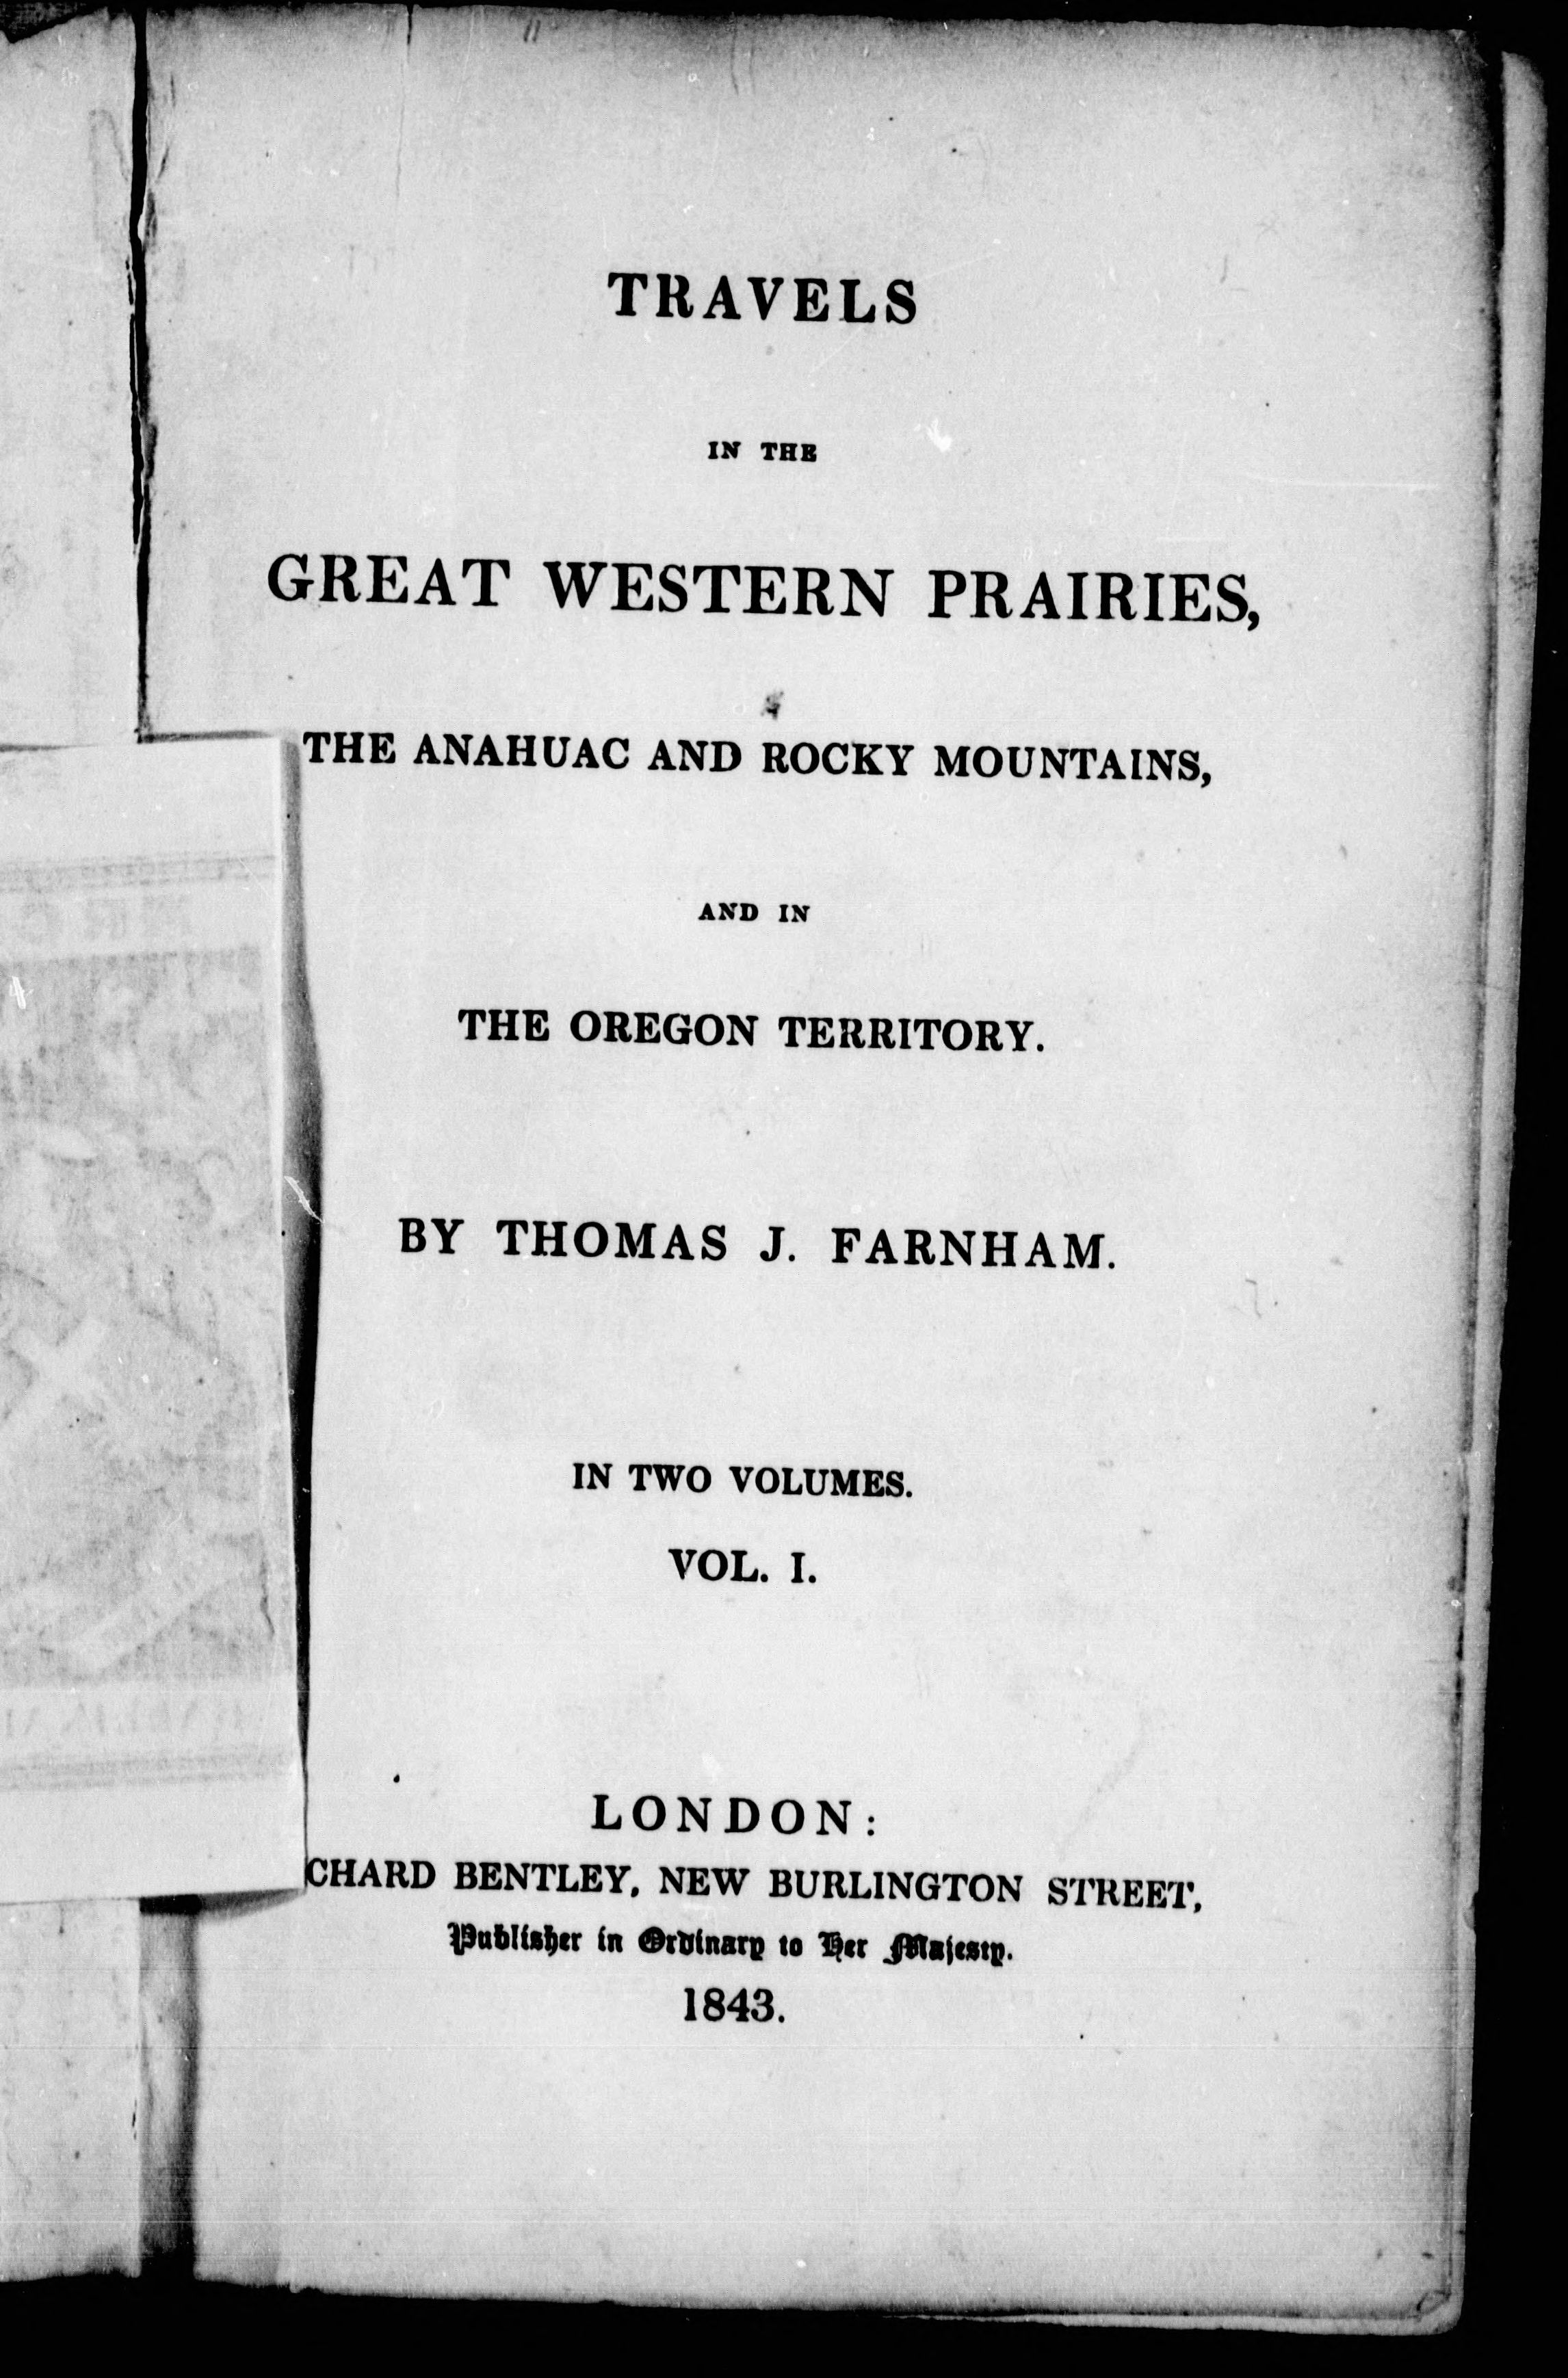 TRAVELS
IN THE
GREAT WESTERN PRAIRIES,
THE ANAHUAC AND ROCKY MOUNTAINS,
AND IN
THE OREGON TERRITORY.
BY THOMAS J. FARNHAM.
IN TWO VOLUMES.
VOL. I.
LONDON:
CHARD BENTLEY, NEW BURLINGTON STREET,
Publisher in Ordinary to Her Majesty.
1843.